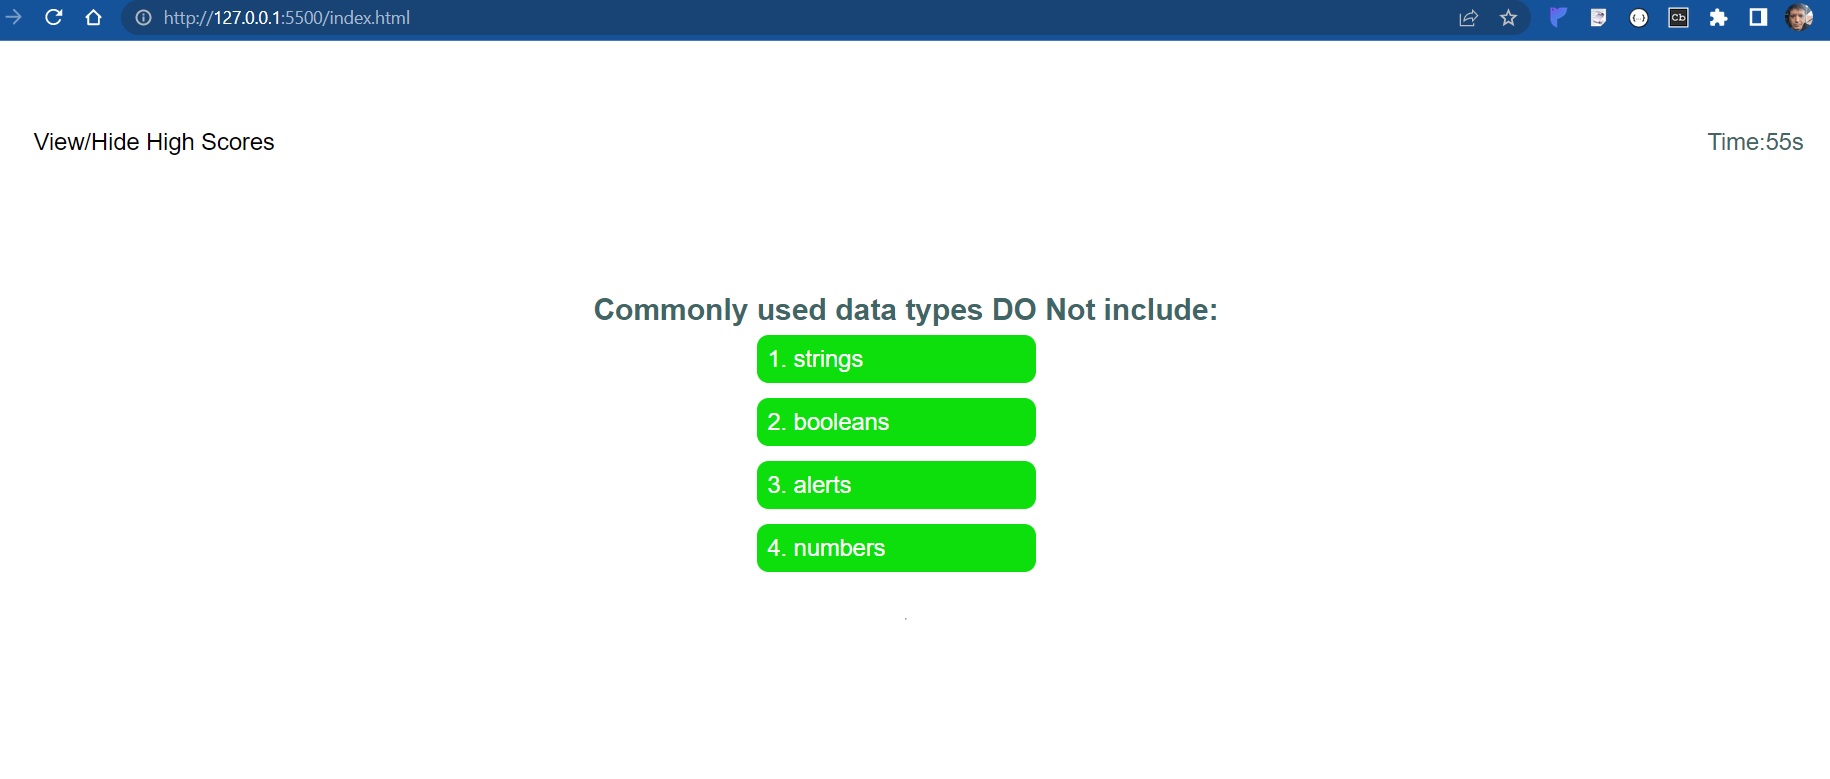 http://127.0.0.1:5500/index.html
Cb
View/Hide High Scores
Time:55s
Commonly used data types DO Not include:
1. strings
2. booleans
3. alerts
4. numbers